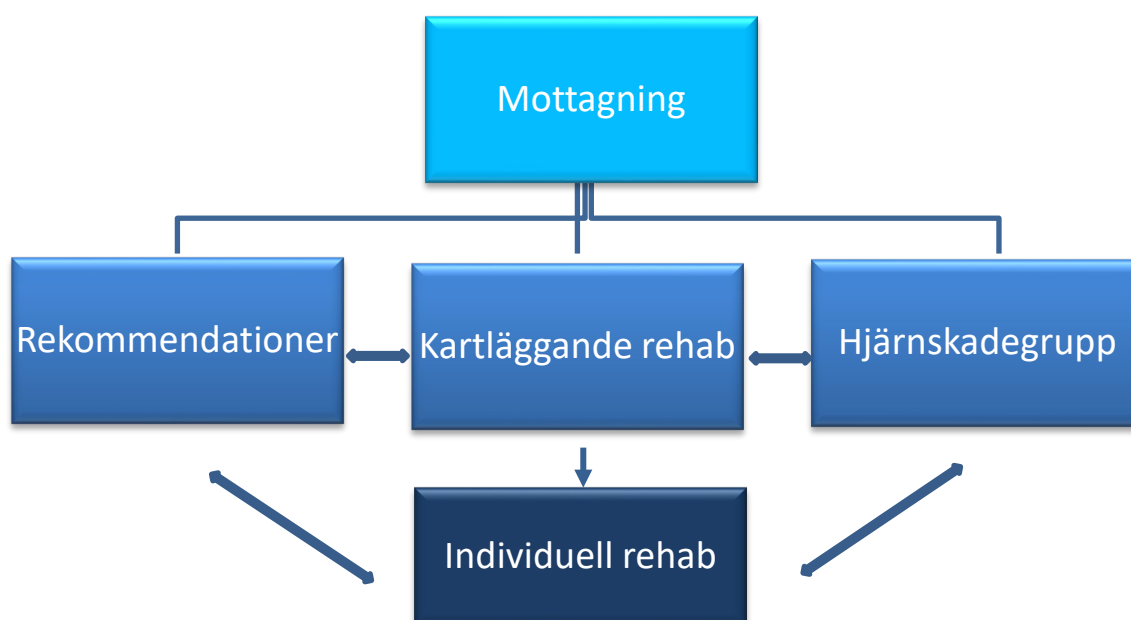 Mottagning
Rekommendationer
Kartläggande rehab
Hjärnskadegrupp
Individuell rehab